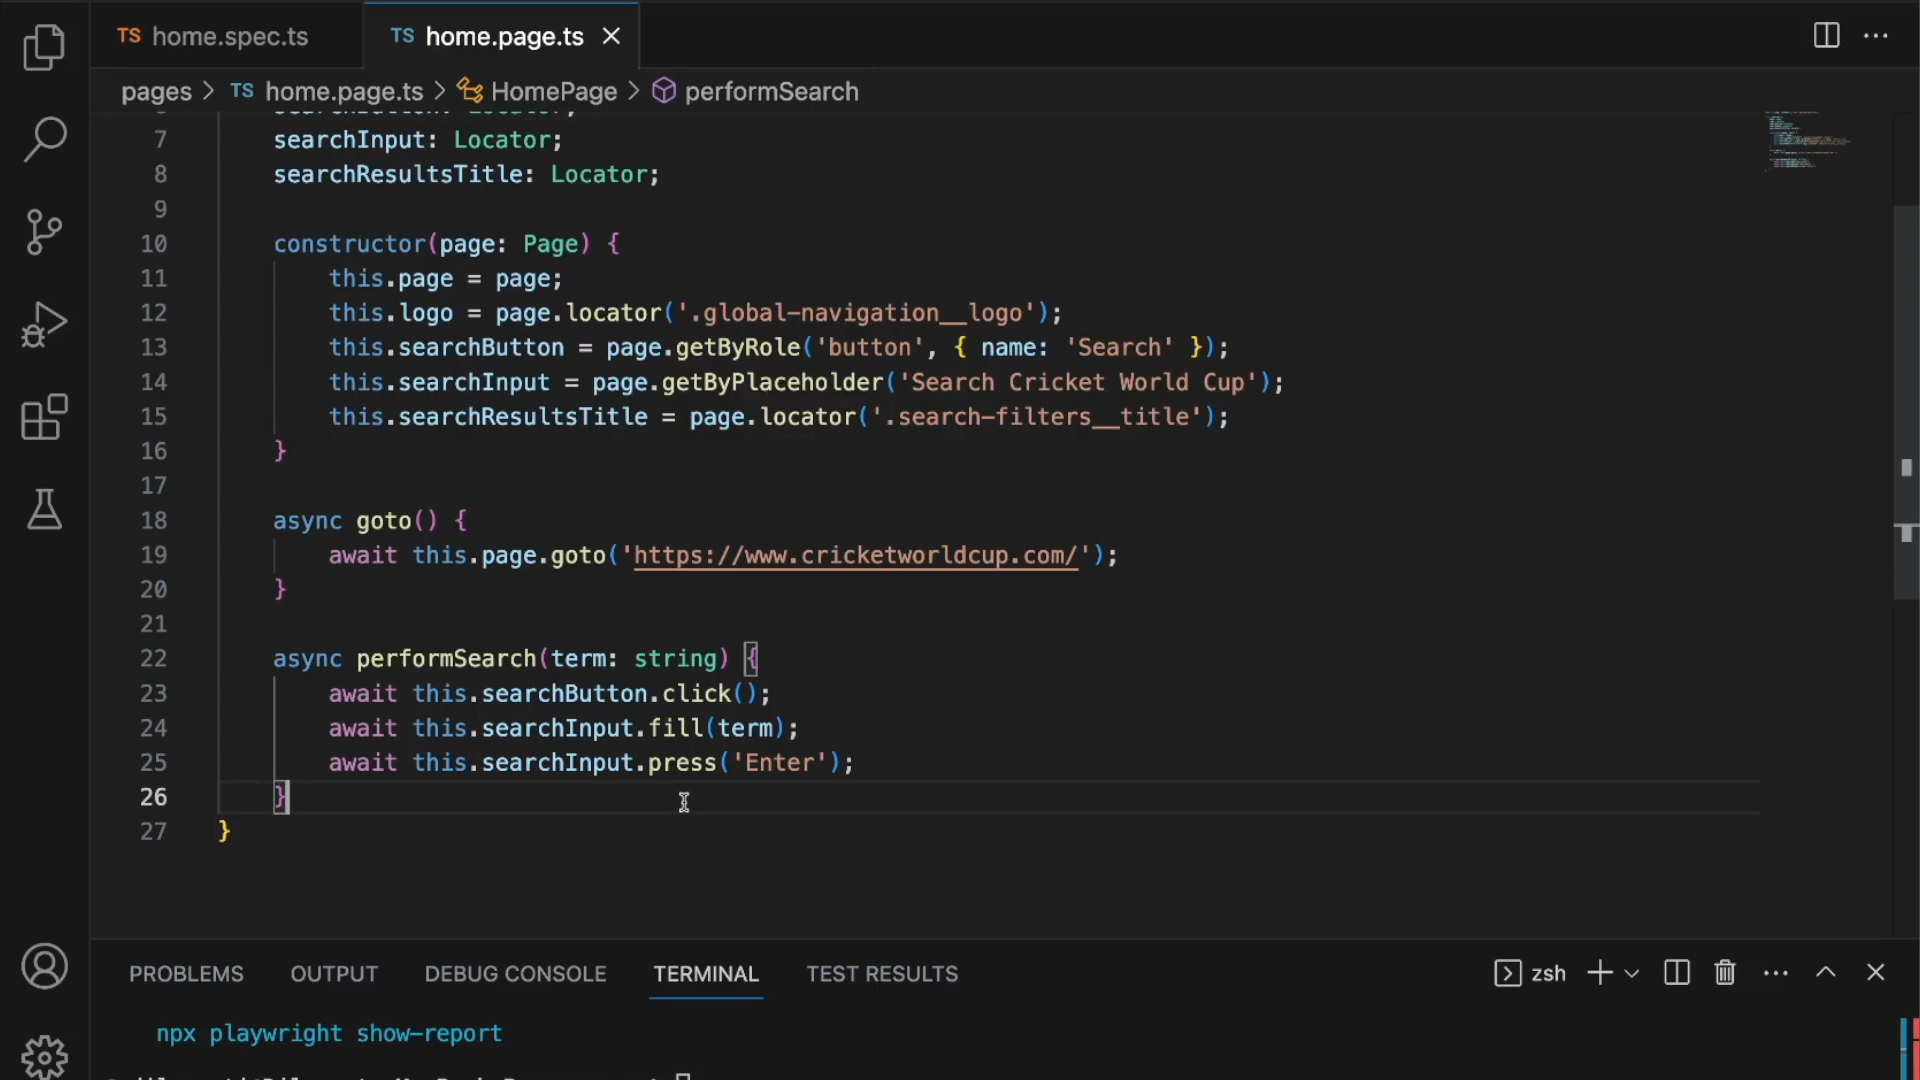 TS home.spec.ts
TS home.page.ts
pages > TS home.page.ts > HomePage > performSearch
7 searchInput: Locator;
8 searchResultsTitle: Locator;
9
10 constructor(page: Page) {
11 this.page = page;
12 this.logo = page.locator('.global-navigation__logo');
13 this.searchButton = page.getByRole('button', { name: 'Search' });
14 this.searchInput = page.getByPlaceholder('Search Cricket World Cup');
15 this.searchResultsTitle = page.locator('.search-filters__title');
16 }
17
18 async goto() {
19 await this.page.goto('https://www.cricketworldcup.com/');
20 }
21
22 async performSearch(term: string) {
23 await this.searchButton.click();
24 await this.searchInput.fill(term);
25 await this.searchInput.press('Enter');
26 }
27 }
PROBLEMS OUTPUT DEBUG CONSOLE TERMINAL TEST RESULTS zsh
npx playwright show-report